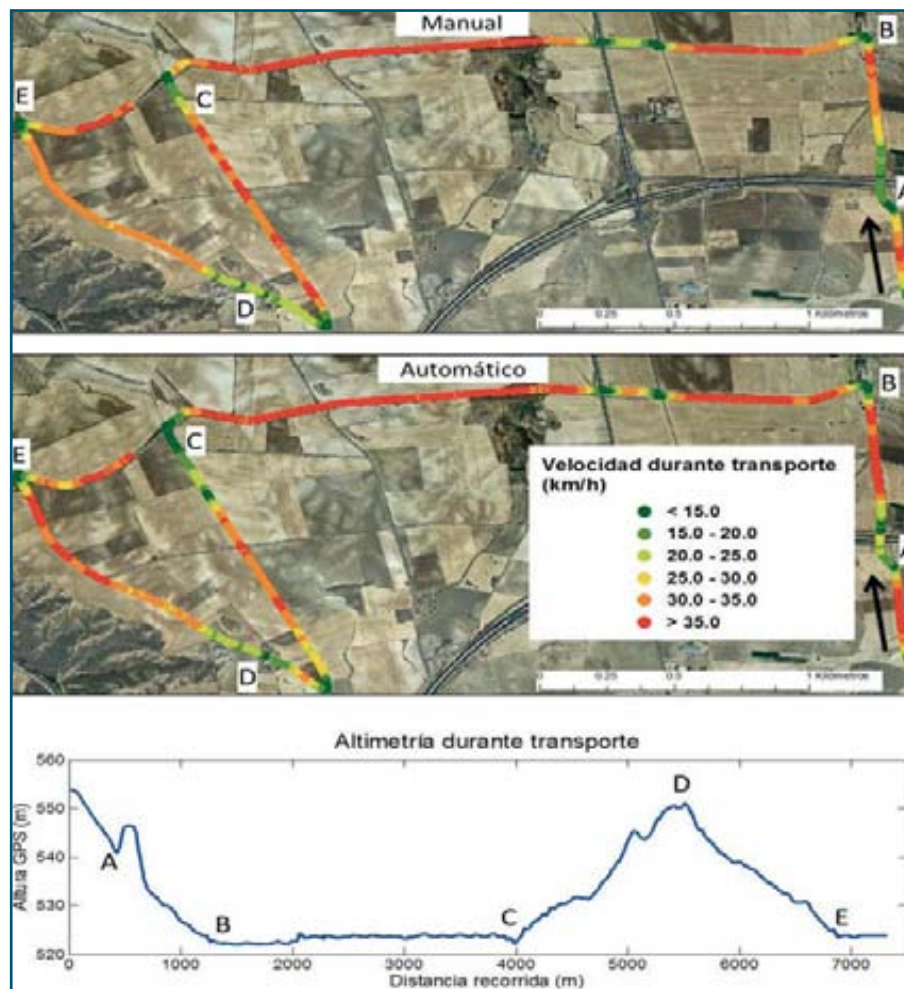 Manual
B
E
C
A
D
0
0.25
0.5
1 Kilómetros
Automático
B
E
C
Velocidad durante transporte
(km/h)
< 15.0
15.0 - 20.0
20.0 - 25.0
25.0 - 30.0
30.0 - 35.0
> 35.0
A
D
0
0.25
0.5
1 Kilómetros
Altimetría durante transporte
Altura GPS (m)
560
550
540
530
520
A
B
C
D
E
0
1000
2000
3000
4000
5000
6000
7000
Distancia recorrida (m)